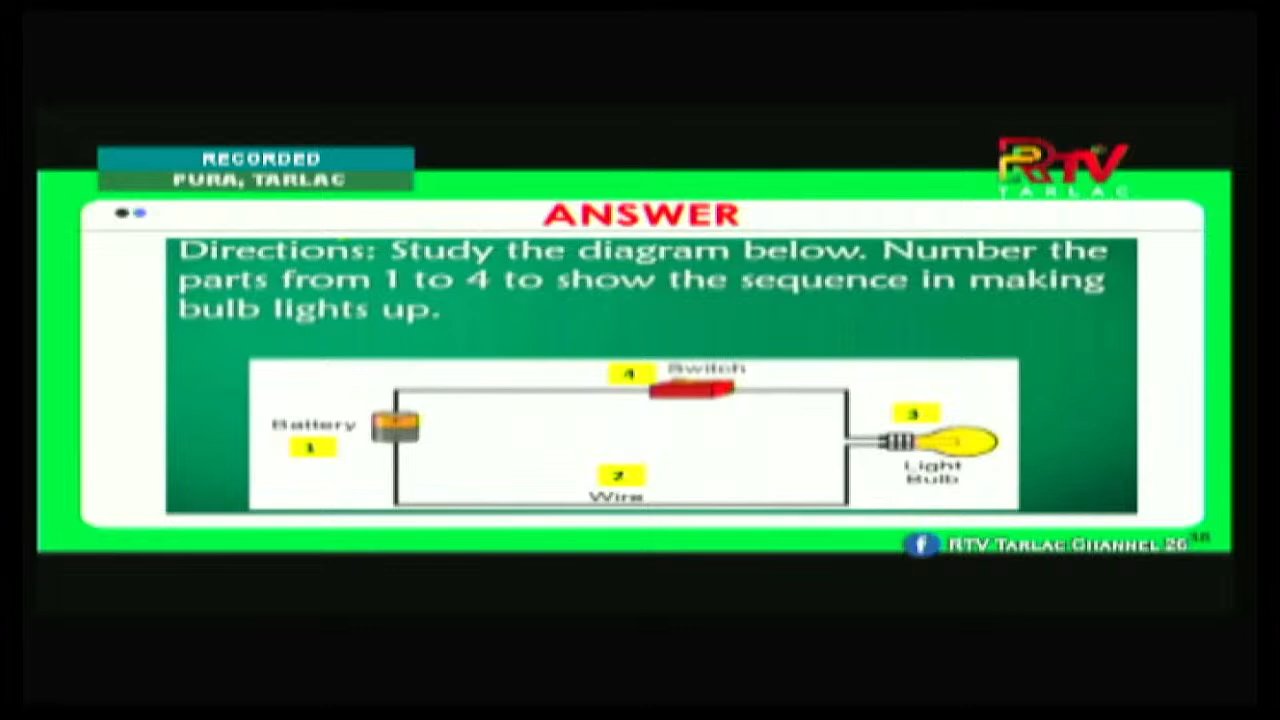 RECORDED
PURA, TARLAC
RTV
TARLAC
ANSWER
Directions: Study the diagram below. Number the
parts from 1 to 4 to show the sequence in making
bulb lights up.
4 Switch
Battery
1
3
Light
Bulb
2
Wire
RTV TARLAC CHANNEL 26